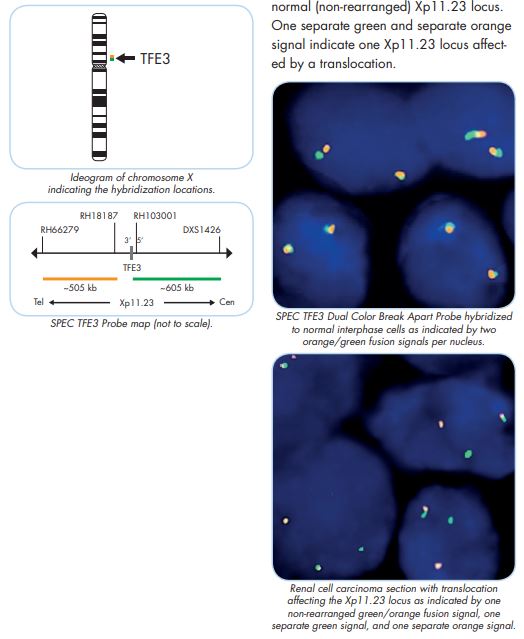 TFE3
Ideogram of chromosome X
indicating the hybridization locations.
RH18187 RH103001
RH66279 DXS1426
3' 5'
TFE3
~505 kb ~605 kb
Tel Xp11.23 Cen
SPEC TFE3 Probe map (not to scale).
normal (non-rearranged) Xp11.23 locus.
One separate green and separate orange
signal indicate one Xp11.23 locus affect-
ed by a translocation.
SPEC TFE3 Dual Color Break Apart Probe hybridized
to normal interphase cells as indicated by two
orange/green fusion signals per nucleus.
Renal cell carcinoma section with translocation
affecting the Xp11.23 locus as indicated by one
non-rearranged green/orange fusion signal, one
separate green signal, and one separate orange signal.